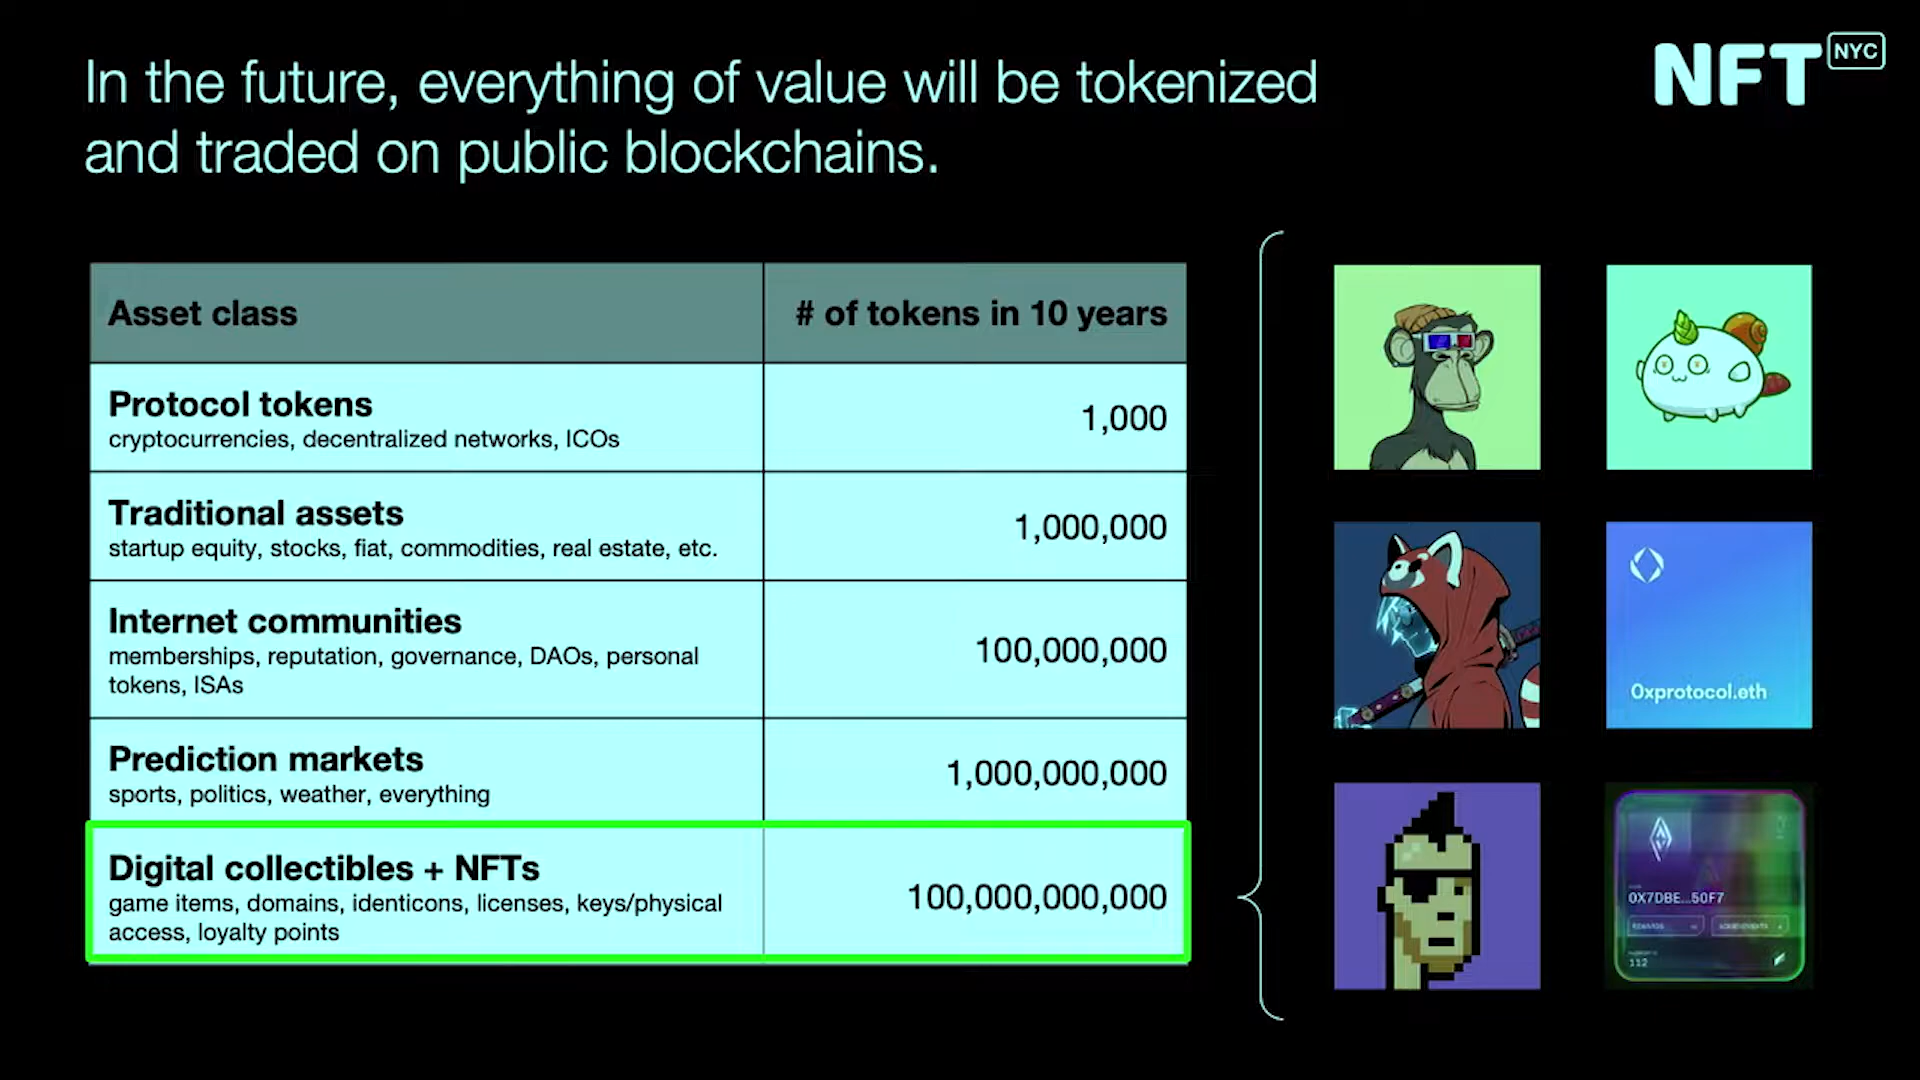 In the future, everything of value will be tokenized
and traded on public blockchains.
NFT NYC
Asset class
# of tokens in 10 years
Protocol tokens
cryptocurrencies, decentralized networks, ICOs
1,000
Traditional assets
startup equity, stocks, fiat, commodities, real estate, etc.
1,000,000
Internet communities
memberships, reputation, governance, DAOs, personal
tokens, ISAs
100,000,000
Prediction markets
sports, politics, weather, everything
1,000,000,000
Digital collectibles + NFTs
game items, domains, identicons, licenses, keys/physical
access, loyalty points
100,000,000,000
0xprotocol.eth
0X7DBE...50F7
112